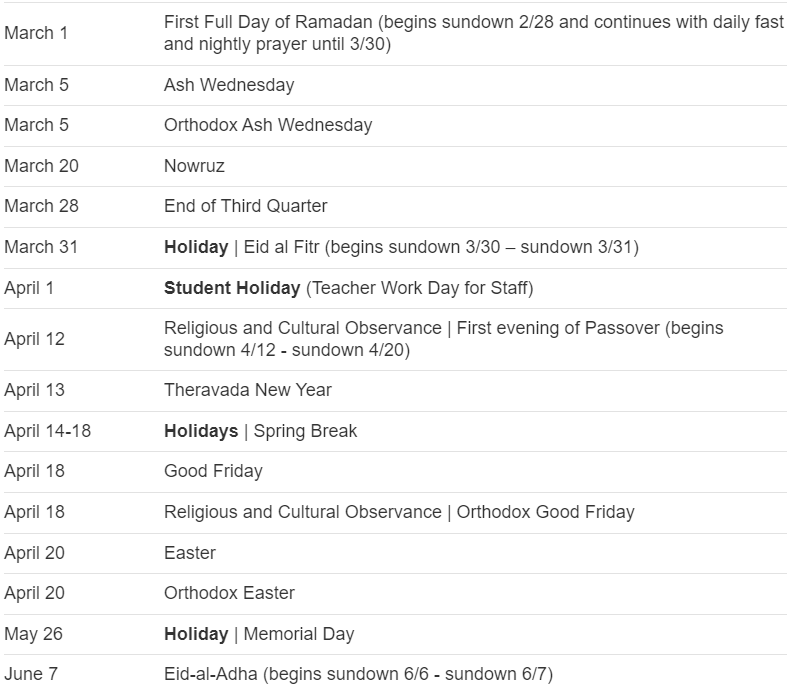 March 1 First Full Day of Ramadan (begins sundown 2/28 and continues with daily fast
and nightly prayer until 3/30)
March 5 Ash Wednesday
March 5 Orthodox Ash Wednesday
March 20 Nowruz
March 28 End of Third Quarter
March 31 Holiday | Eid al Fitr (begins sundown 3/30 – sundown 3/31)
April 1 Student Holiday (Teacher Work Day for Staff)
April 12 Religious and Cultural Observance | First evening of Passover (begins
sundown 4/12 - sundown 4/20)
April 13 Theravada New Year
April 14-18 Holidays | Spring Break
April 18 Good Friday
April 18 Religious and Cultural Observance | Orthodox Good Friday
April 20 Easter
April 20 Orthodox Easter
May 26 Holiday | Memorial Day
June 7 Eid-al-Adha (begins sundown 6/6 - sundown 6/7)